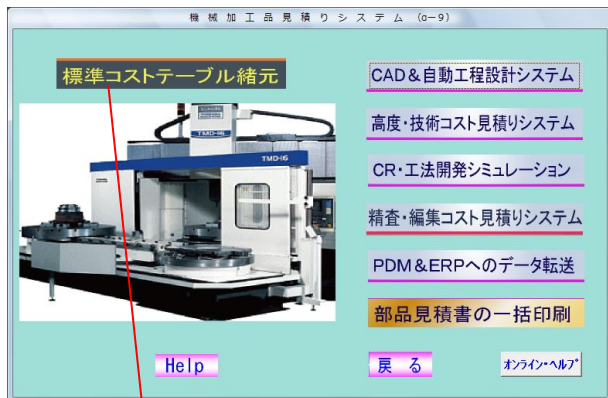 機械加工品見積りシステム (α−9)
標準コストテーブル緒元
CAD&自動工程設計システム
高度・技術コスト見積りシステム
CR・工法開発シミュレーション
精査・編集コスト見積りシステム
PDM&ERPへのデータ転送
部品見積書の一括印刷
TMD-16
TMD-16
Help
戻る
オンライン・ヘルプ